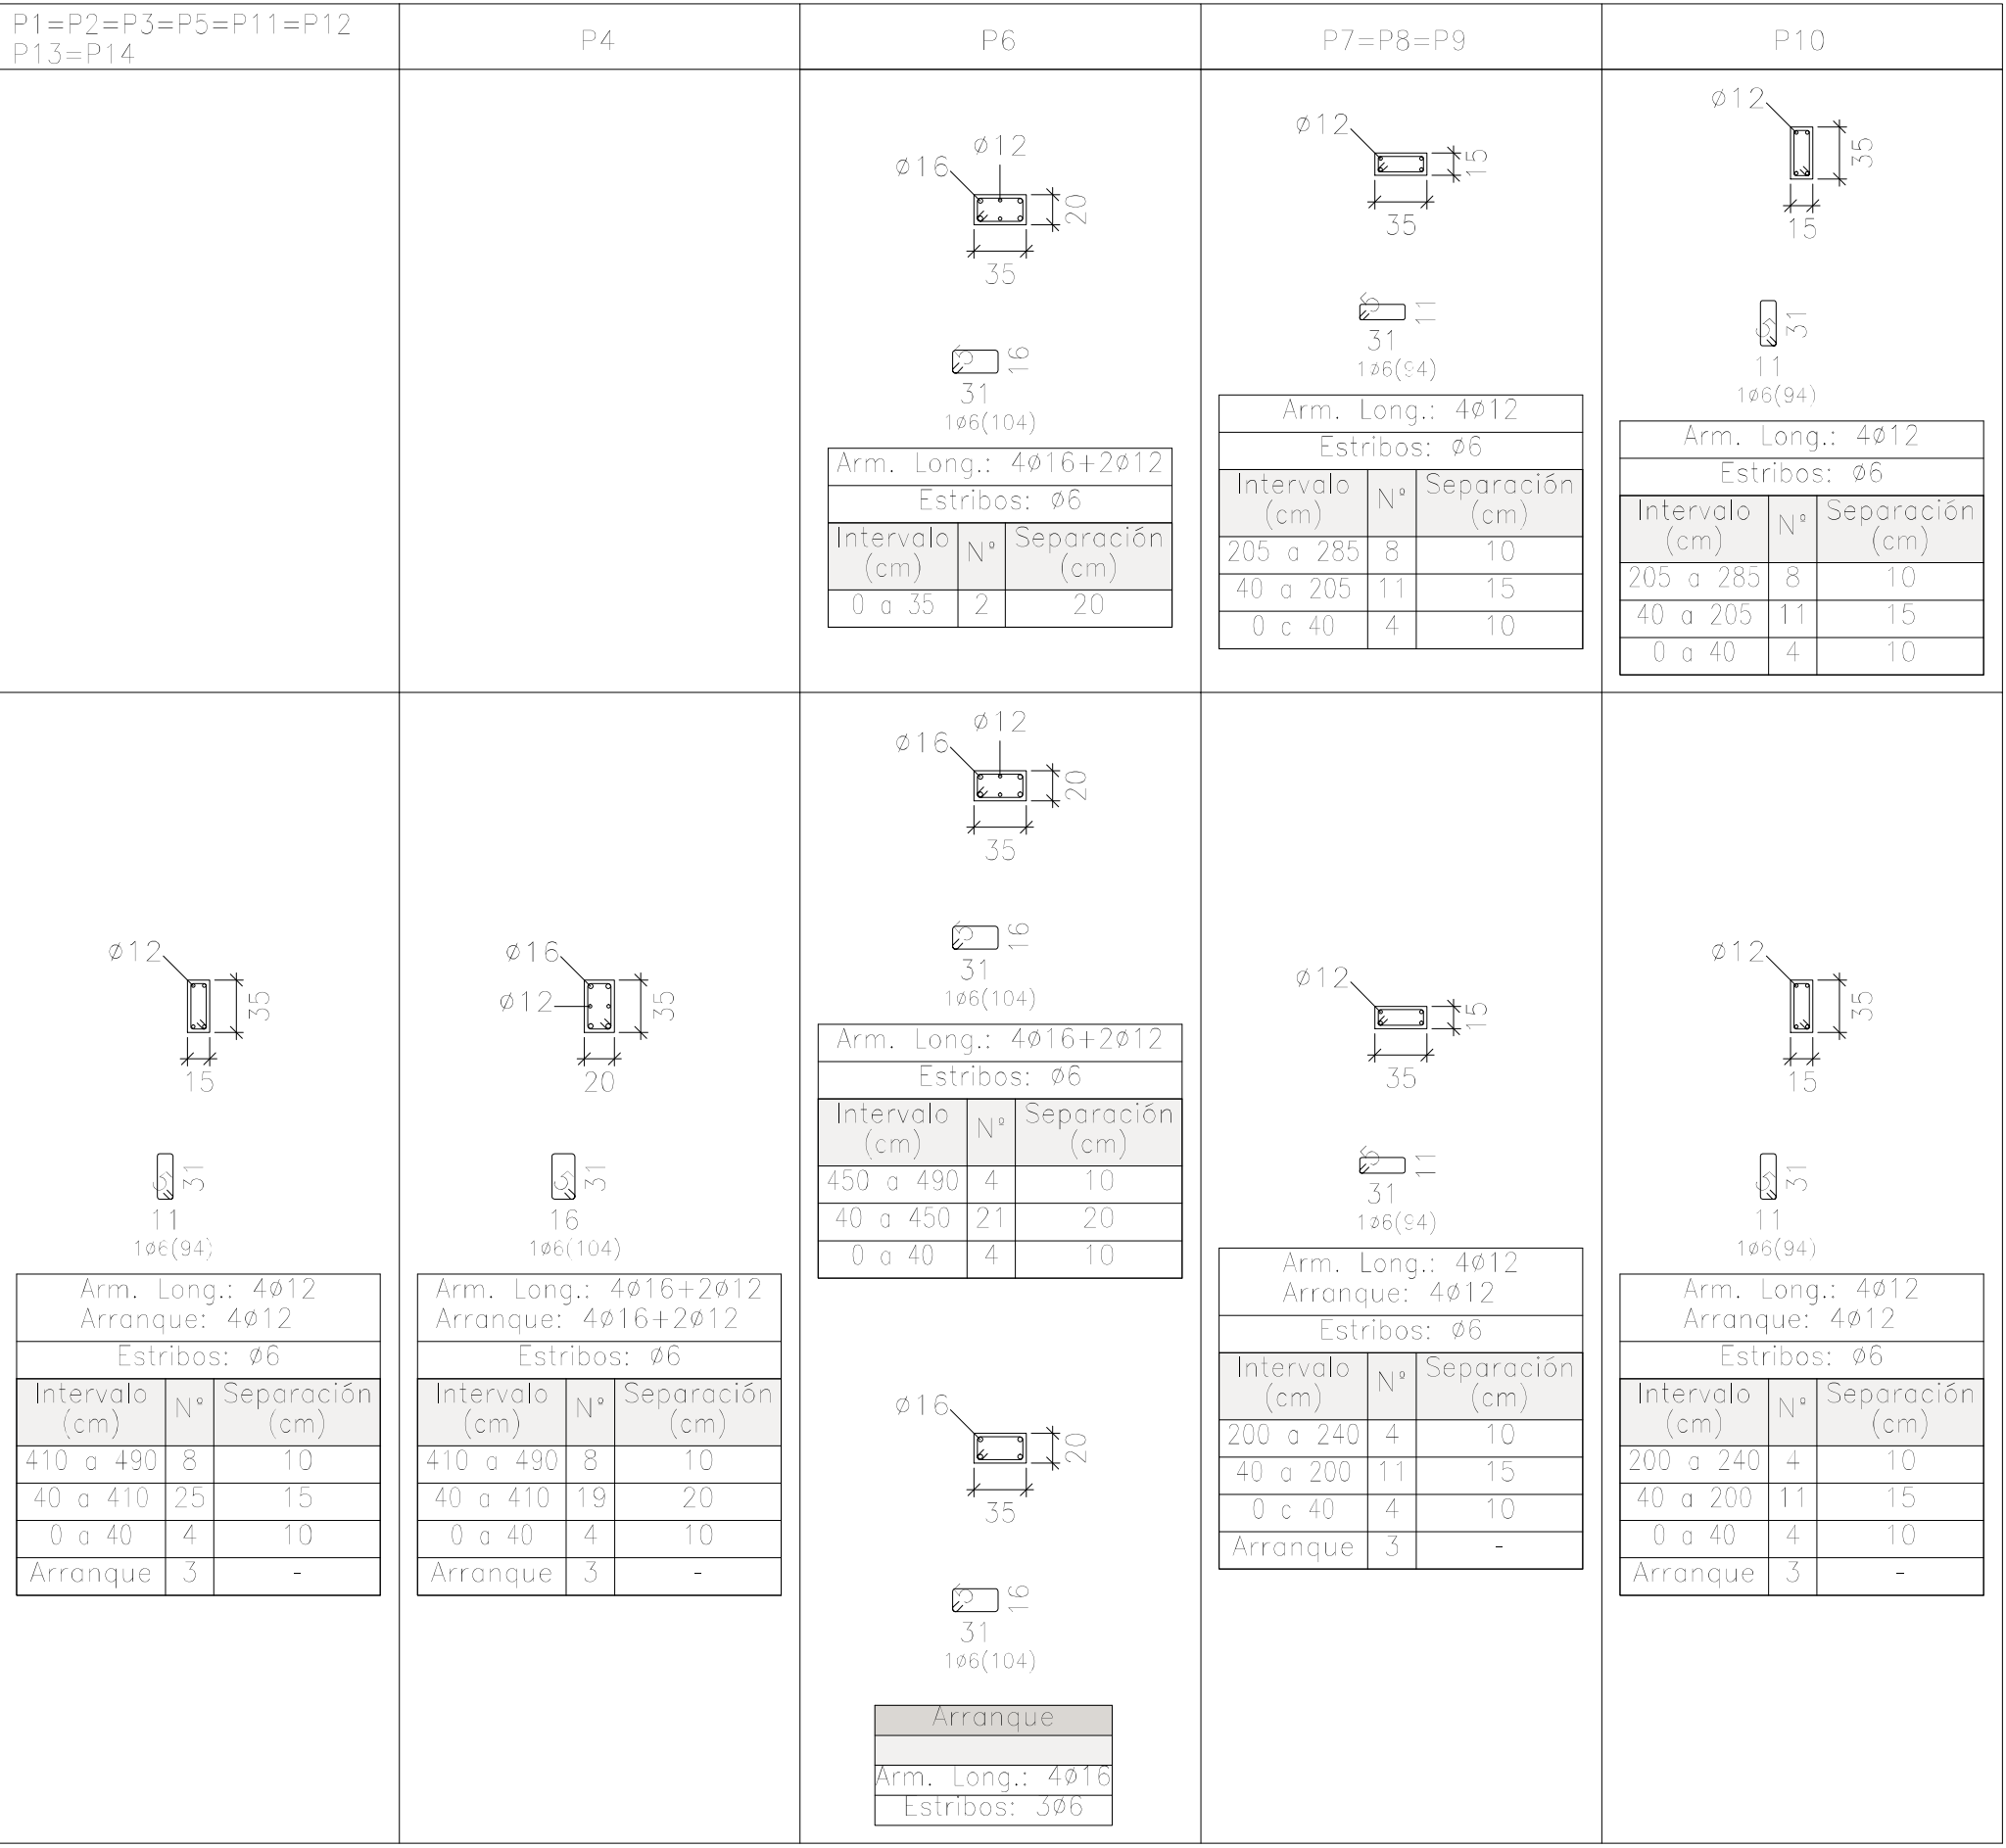 P1=P2=P3=P5=P11=P12
P13=P14
P4
P6
P7=P8=P9
P10
ø12
ø16
20
35
31
16
1ø6(104)
Arm. Long.: 4ø16+2ø12
Estribos: ø6
Intervalo (cm) Nº Separación (cm)
0 a 35 2 20
ø12
15
35
11
31
1ø6(94)
Arm. Long.: 4ø12
Estribos: ø6
Intervalo (cm) Nº Separación (cm)
205 a 285 8 10
40 a 205 11 15
0 a 40 4 10
ø12
35
15
31
11
1ø6(94)
Arm. Long.: 4ø12
Estribos: ø6
Intervalo (cm) Nº Separación (cm)
205 a 285 8 10
40 a 205 11 15
0 a 40 4 10
ø12
35
15
31
11
1ø6(94)
Arm. Long.: 4ø12
Arranque: 4ø12
Estribos: ø6
Intervalo (cm) Nº Separación (cm)
410 a 490 8 10
40 a 410 25 15
0 a 40 4 10
Arranque 3 -
ø16
ø12
35
20
31
16
1ø6(104)
Arm. Long.: 4ø16+2ø12
Arranque: 4ø16+2ø12
Estribos: ø6
Intervalo (cm) Nº Separación (cm)
410 a 490 8 10
40 a 410 19 20
0 a 40 4 10
Arranque 3 -
ø12
ø16
20
35
16
31
1ø6(104)
Arm. Long.: 4ø16+2ø12
Estribos: ø6
Intervalo (cm) Nº Separación (cm)
450 a 490 4 10
40 a 450 21 20
0 a 40 4 10
ø16
20
35
16
31
1ø6(104)
Arranque
Arm. Long.: 4ø16
Estribos: 3ø6
ø12
15
35
11
31
1ø6(94)
Arm. Long.: 4ø12
Arranque: 4ø12
Estribos: ø6
Intervalo (cm) Nº Separación (cm)
200 a 240 4 10
40 a 200 11 15
0 a 40 4 10
Arranque 3 -
ø12
35
15
31
11
1ø6(94)
Arm. Long.: 4ø12
Arranque: 4ø12
Estribos: ø6
Intervalo (cm) Nº Separación (cm)
200 a 240 4 10
40 a 200 11 15
0 a 40 4 10
Arranque 3 -